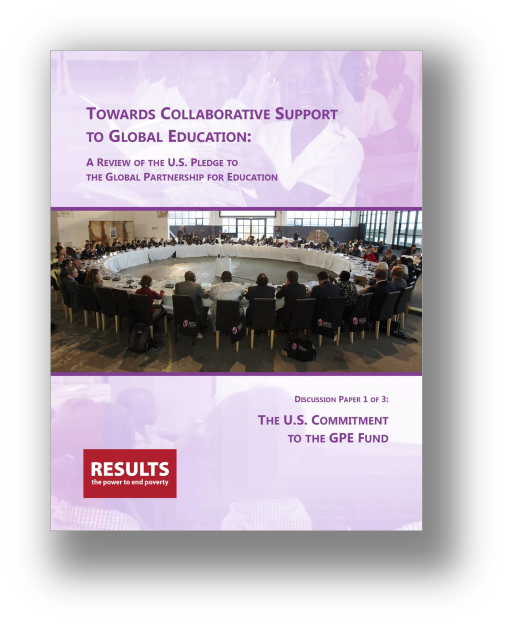 TOWARDS COLLABORATIVE SUPPORT
TO GLOBAL EDUCATION:
A REVIEW OF THE U.S. PLEDGE TO
THE GLOBAL PARTNERSHIP FOR EDUCATION
DISCUSSION PAPER 1 OF 3:
THE U.S. COMMITMENT
TO THE GPE FUND
RESULTS
the power to end poverty